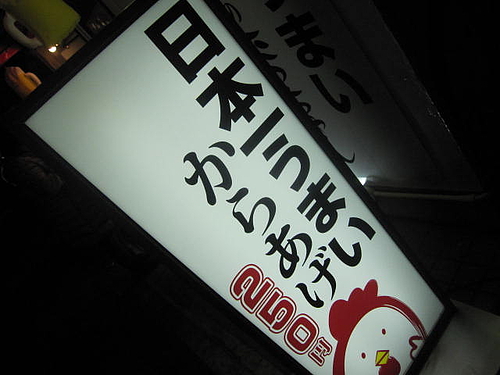 日本一うまい
からあげ
250円
まい